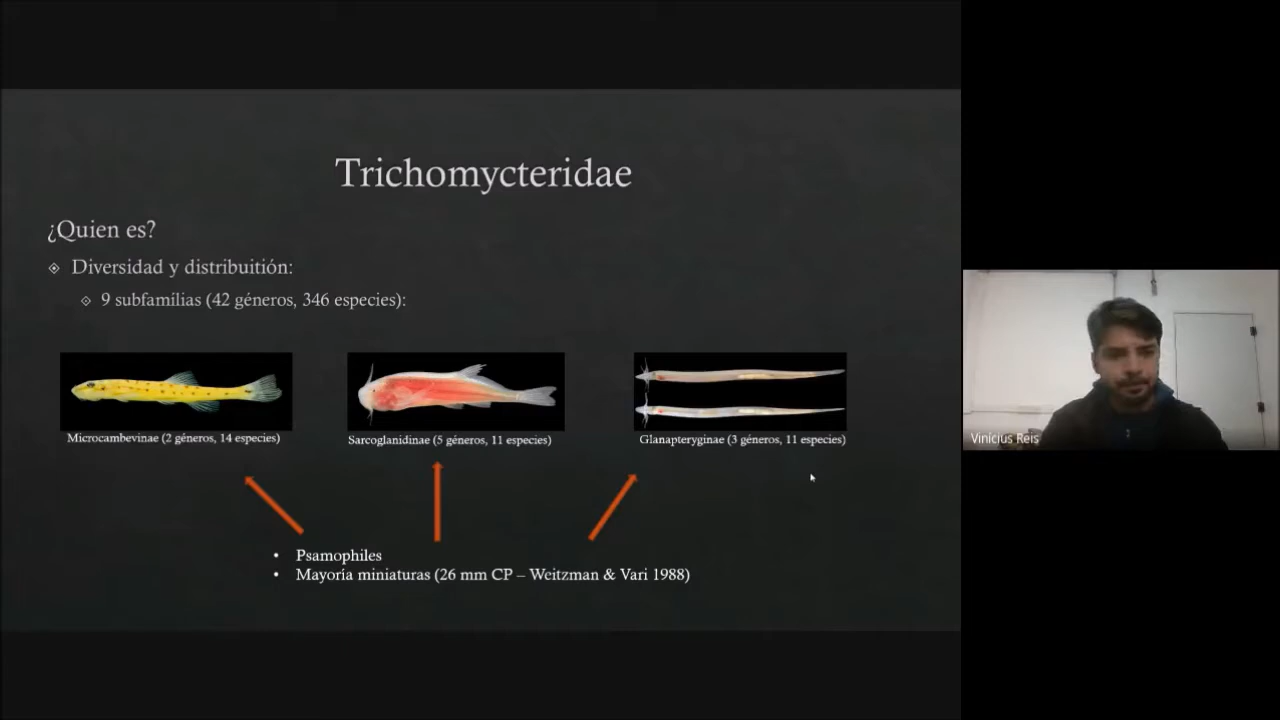 Trichomycteridae
¿Quien es?
Diversidad y distribuitión:
9 subfamílias (42 géneros, 346 especies):
Microcambevinae (2 géneros, 14 especies)
Sarcoglanidinae (5 géneros, 11 especies)
Glanapteryginae (3 géneros, 11 especies)
• Psamophiles
• Mayoría miniaturas (26 mm CP – Weitzman & Vari 1988)
Vinícius Reis